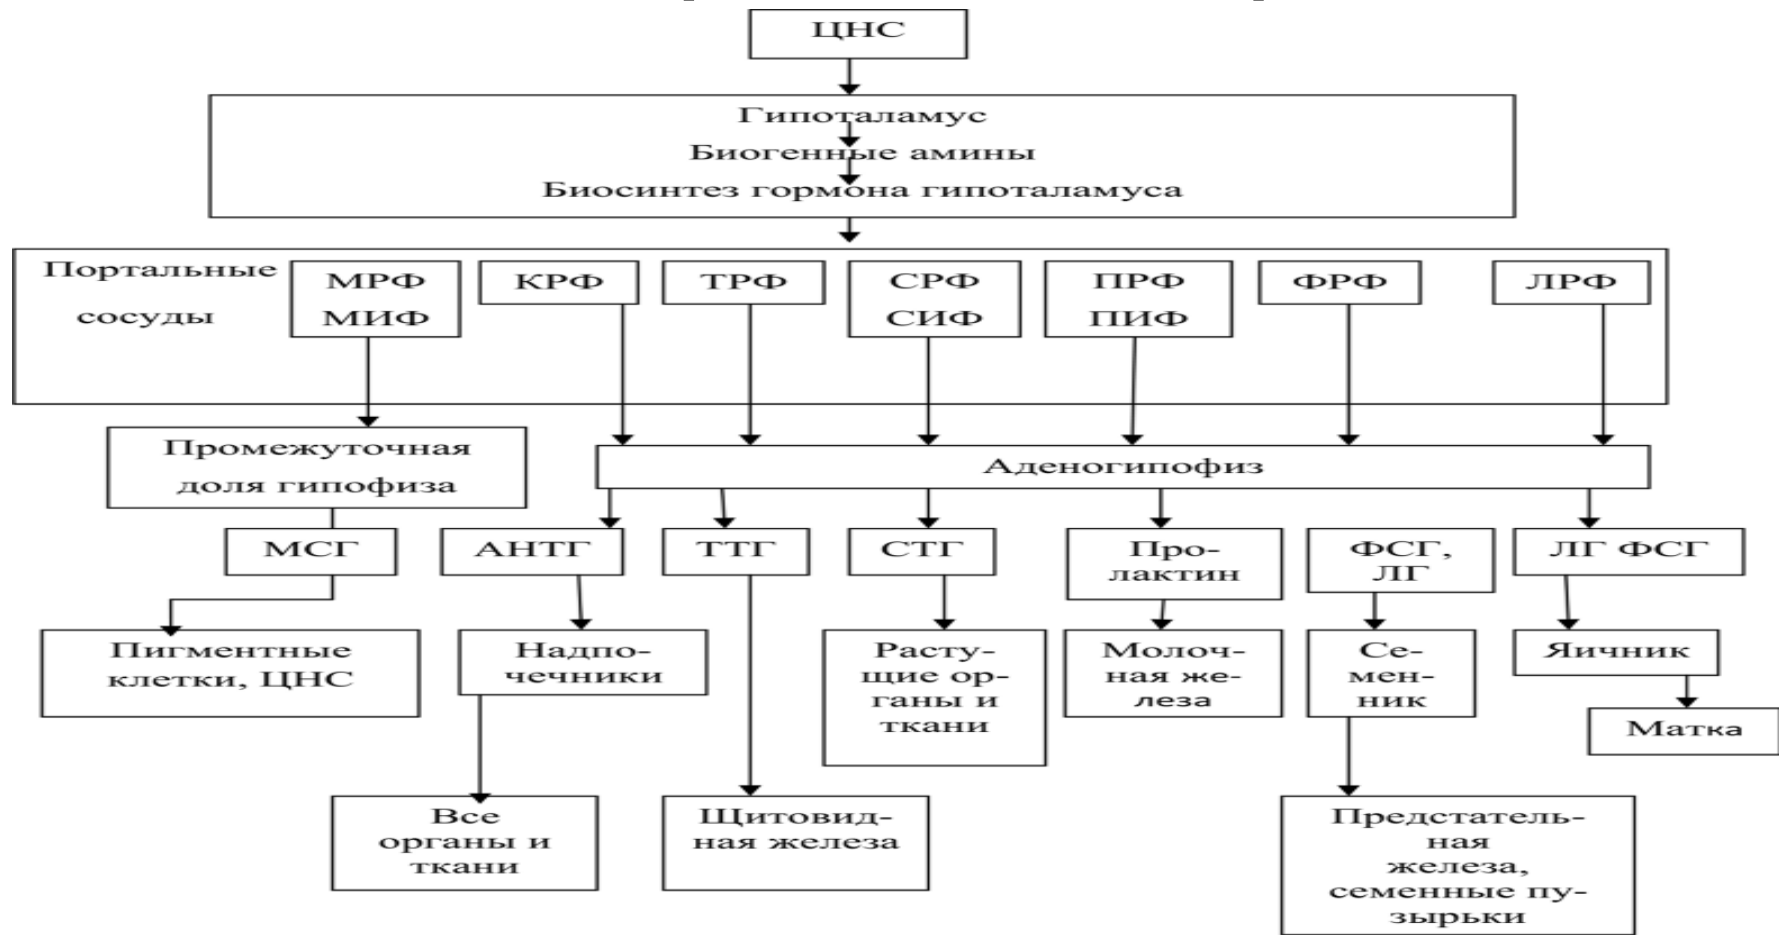 ЦНС
Гипоталамус
Биогенные амины
Биосинтез гормона гипоталамуса
Портальные
сосуды
МРФ
МИФ
КРФ
ТРФ
СРФ
СИФ
ПРФ
ПИФ
ФРФ
ЛРФ
Промежуточная
доля гипофиза
Аденогипофиз
МСГ
АНТГ
ТТГ
СТГ
Про-
лактин
ФСГ,
ЛГ
ЛГ ФСГ
Пигментные
клетки, ЦНС
Надпо-
чечники
Расту-
щие ор-
ганы и
ткани
Молоч-
ная же-
леза
Се-
мен-
ник
Яичник
Матка
Все
органы и
ткани
Щитовид-
ная железа
Предстатель-
ная
железа,
семенные пу-
зырьки